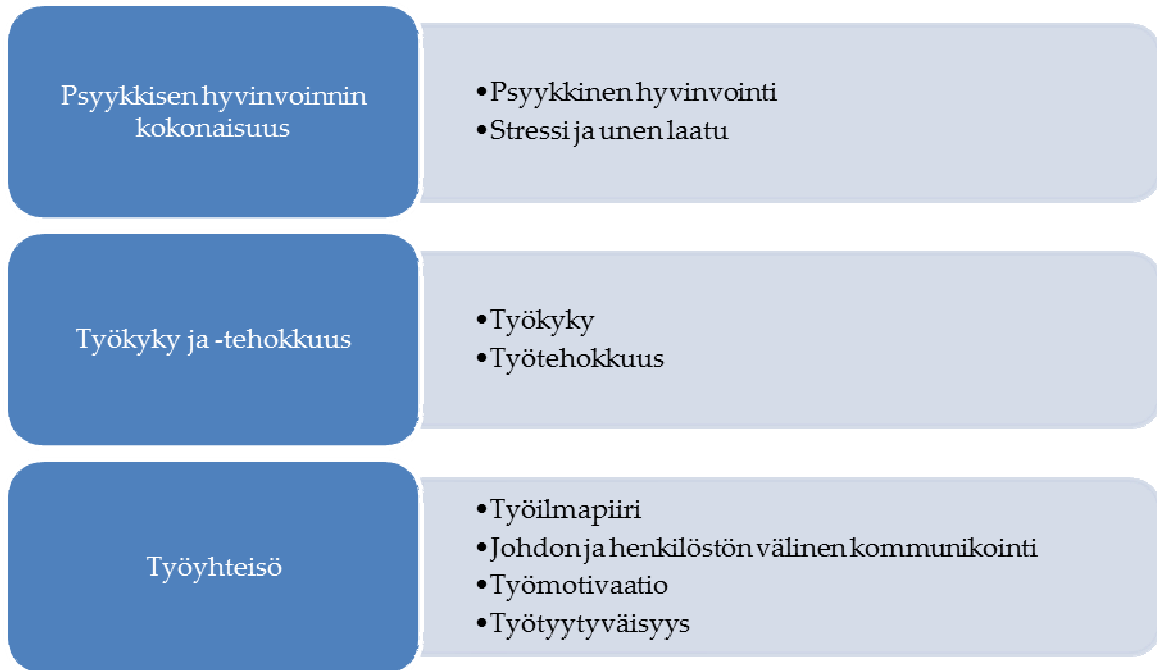 Psyykkisen hyvinvoinnin
kokonaisuus
•Psyykkinen hyvinvointi
•Stressi ja unen laatu
Työkyky ja -tehokkuus
•Työkyky
•Työtehokkuus
Työyhteisö
•Työilmapiiri
•Johdon ja henkilöstön välinen kommunikointi
•Työmotivaatio
•Työtyytyväisyys